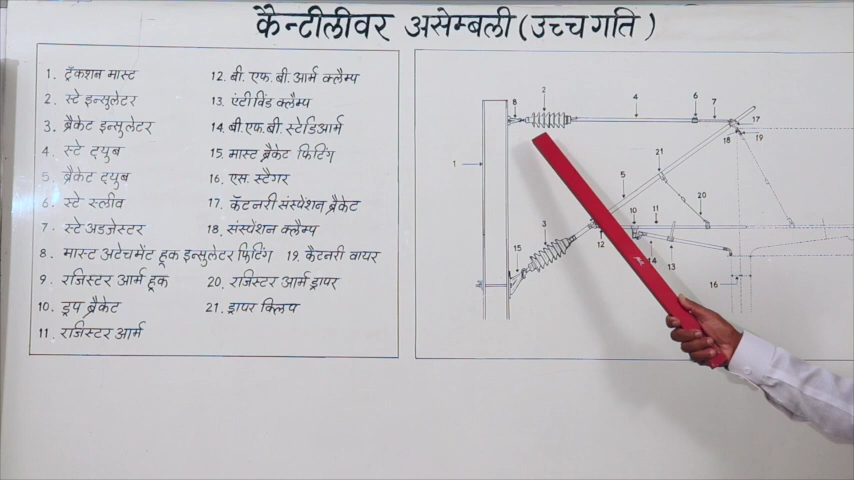 कैन्टीलीवर असेम्बली (उच्च गति)
1. ट्रैकशन मास्ट
2. स्टे इन्सुलेटर
3. ब्रैकेट इन्सुलेटर
4. स्टे ट्युब
5. ब्रैकेट ट्युब
6. स्टे स्लीव
7. स्टे अडजेस्टर
8. मास्ट अटेचमेंट हूक इन्सुलेटर फिटिंग
9. रजिस्टर आर्म हूक
10. ड्रप ब्रैकेट
11. रजिस्टर आर्म
12. बी. एफ. बी. आर्म क्लैम्प
13. एंटी विंड क्लैम्प
14. बी. एफ. बी. स्टेडिआर्म
15. मास्ट ब्रैकेट फिटिंग
16. एस. स्टैगर
17. कॅटनरी संस्पेंशन ब्रैकेट
18. संस्पेंशन क्लैम्प
19. कैटनरी वायर
20. रजिस्टर आर्म ड्रापर
21. ड्रापर क्लिप
8 2 4 6 7
17
18 19
1 21
5 20
3 10 11
12
15 14 13
16